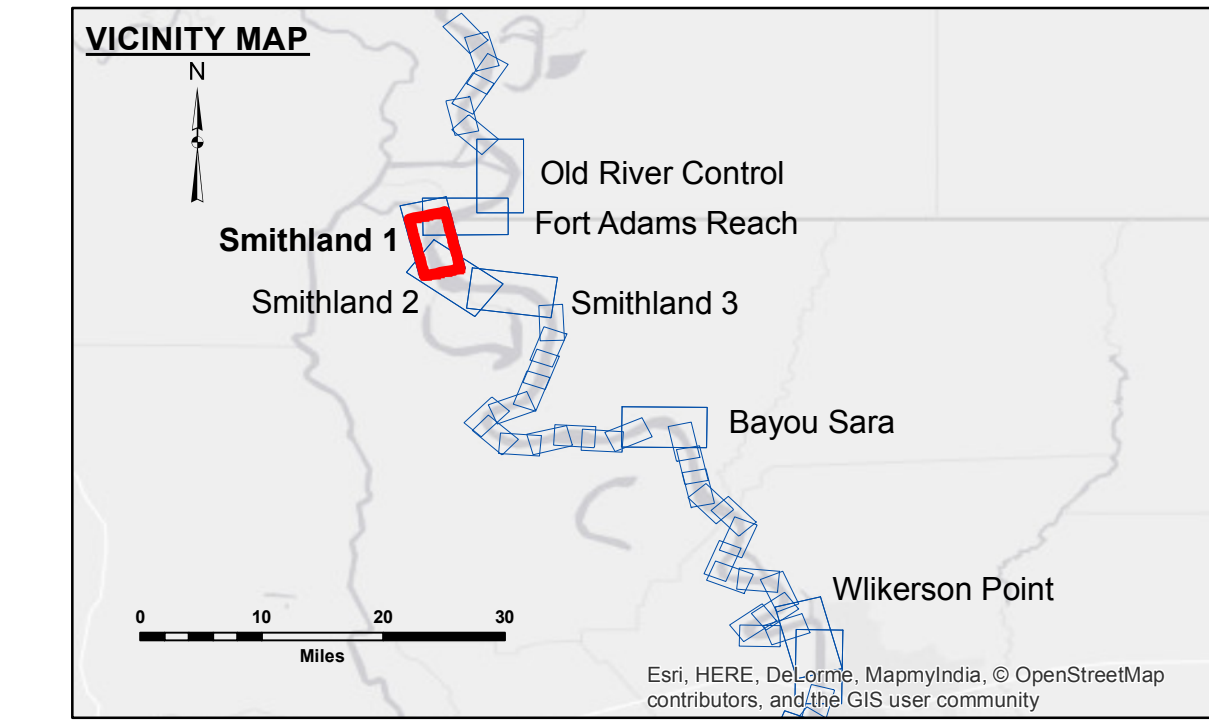 VICINITY MAP
N
Old River Control
Fort Adams Reach
Smithland 1
Smithland 2
Smithland 3
Bayou Sara
Wlikerson Point
0 10 20 30
Miles
Esri, HERE, DeLorme, MapmyIndia, © OpenStreetMap
contributors, and the GIS user community